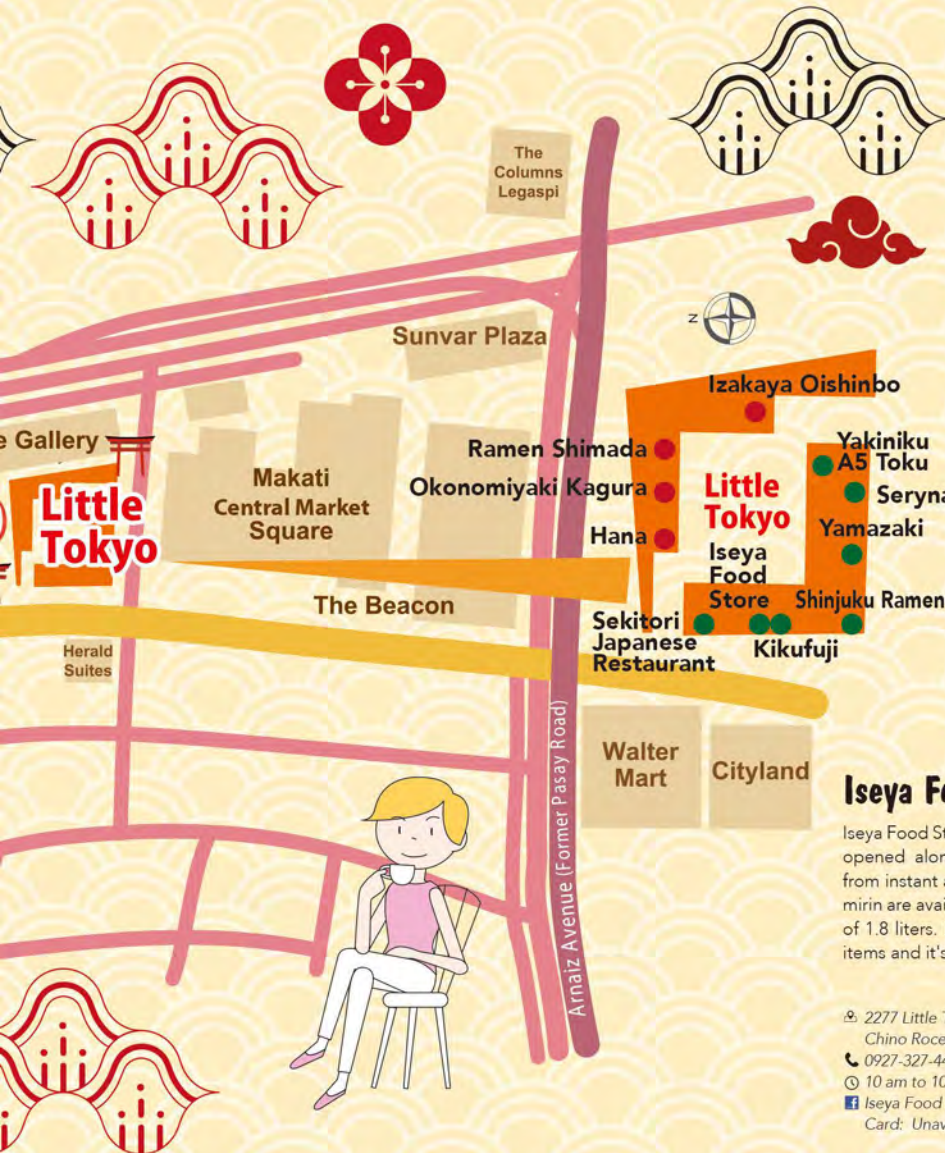 The
Columns
Legaspi
Sunvar Plaza
N
Izakaya Oishinbo
e Gallery
Ramen Shimada
Yakiniku
A5 Toku
Makati
Central Market
Square
Okonomiyaki Kagura
Little
Tokyo
Seryna
Little
Tokyo
Hana
Yamazaki
Iseya
Food
Store
Shinjuku Ramen
The Beacon
Sekitori
Japanese
Restaurant
Kikufuji
Herald
Suites
Arnaiz Avenue (Former Pasay Road)
Walter
Mart
Cityland
Iseya Fo
Iseya Food St
opened alon
from instant a
mirin are avai
of 1.8 liters.
items and it's
2277 Little T
Chino Roce
0927-327-44
10 am to 10
Iseya Food
Card: Unav